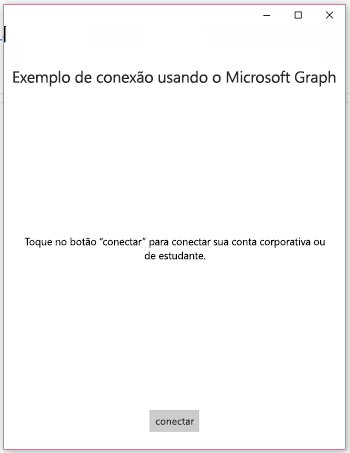 Exemplo de conexão usando o Microsoft Graph
Toque no botão “conectar” para conectar sua conta corporativa ou
de estudante.
conectar